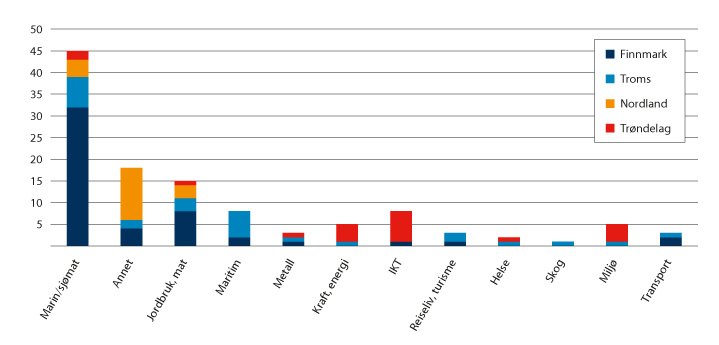 50
45
40
35
30
25
20
15
10
5
Finnmark
Troms
Nordland
Trøndelag
Marin/sjømat
Annet
Jordbruk, mat
Maritim
Metall
Kraft, energi
IKT
Reiseliv, turisme
Helse
Skog
Miljø
Transport